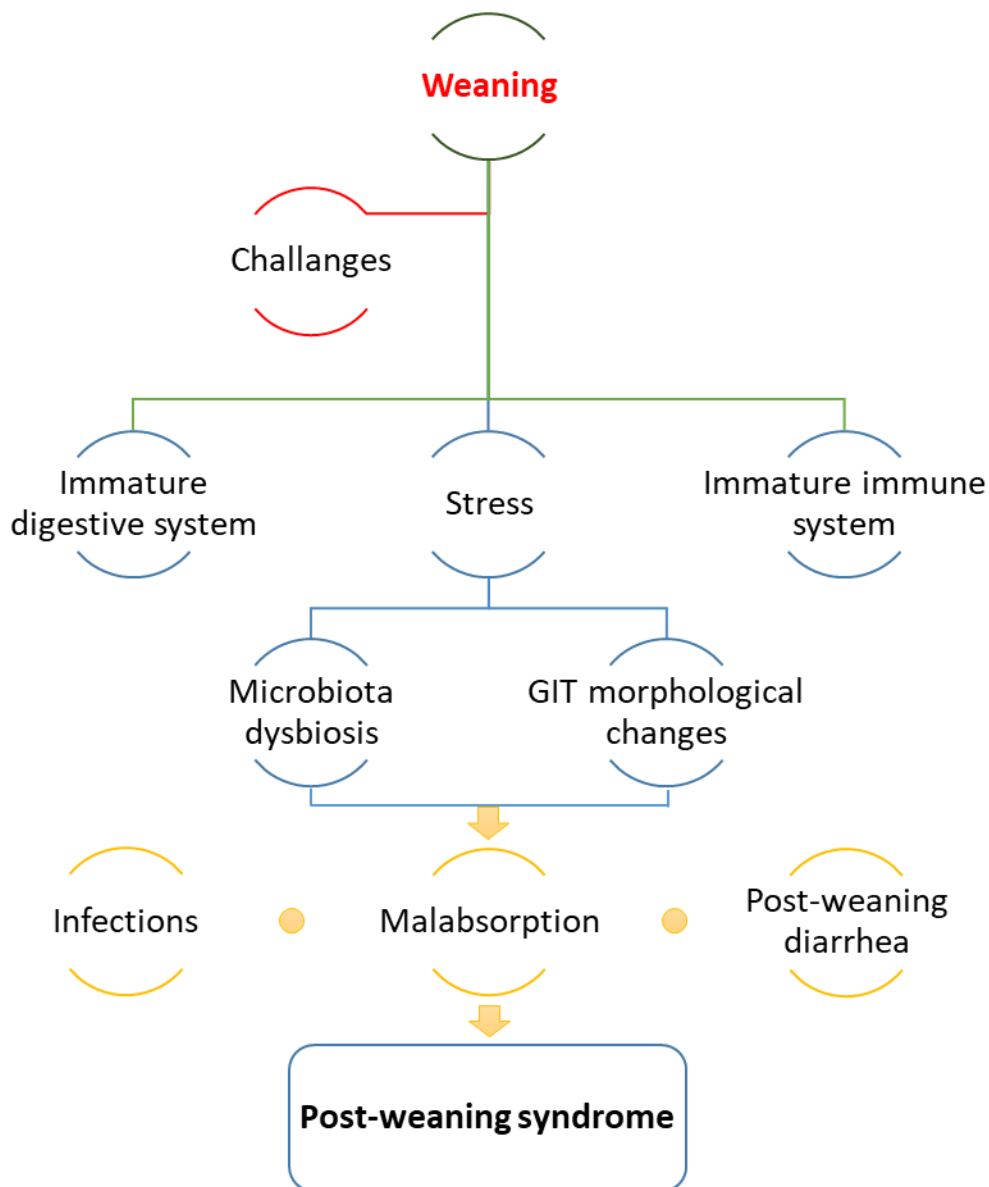 Weaning
Challanges
Immature
digestive system
Stress
Immature immune
system
Microbiota
dysbiosis
GIT morphological
changes
Infections
Malabsorption
Post-weaning
diarrhea
Post-weaning syndrome